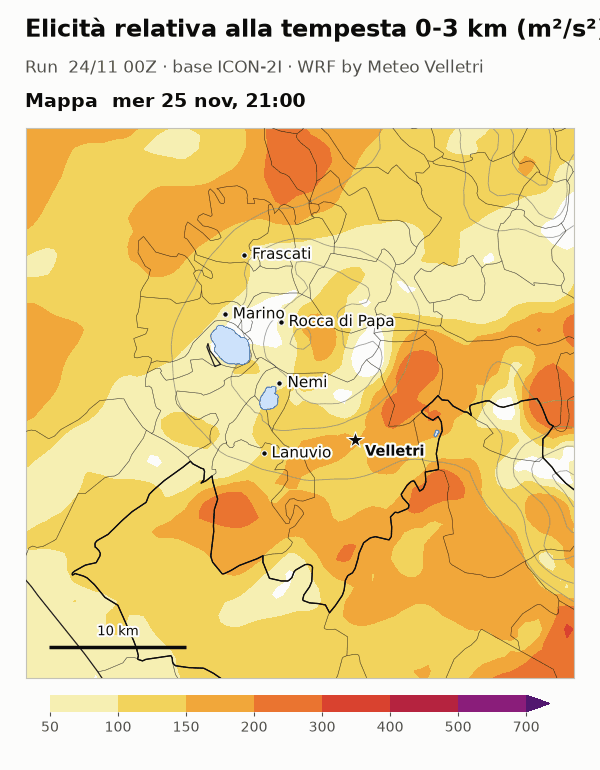 Elicità relativa alla tempesta 0-3 km (m²/s²)
Run  24/11 00Z · base ICON-2I · WRF by Meteo Velletri
Mappa  mer 25 nov, 21:00
Frascati
Marino
Rocca di Papa
Nemi
Velletri
Lanuvio
10 km
50 100 150 200 300 400 500 700